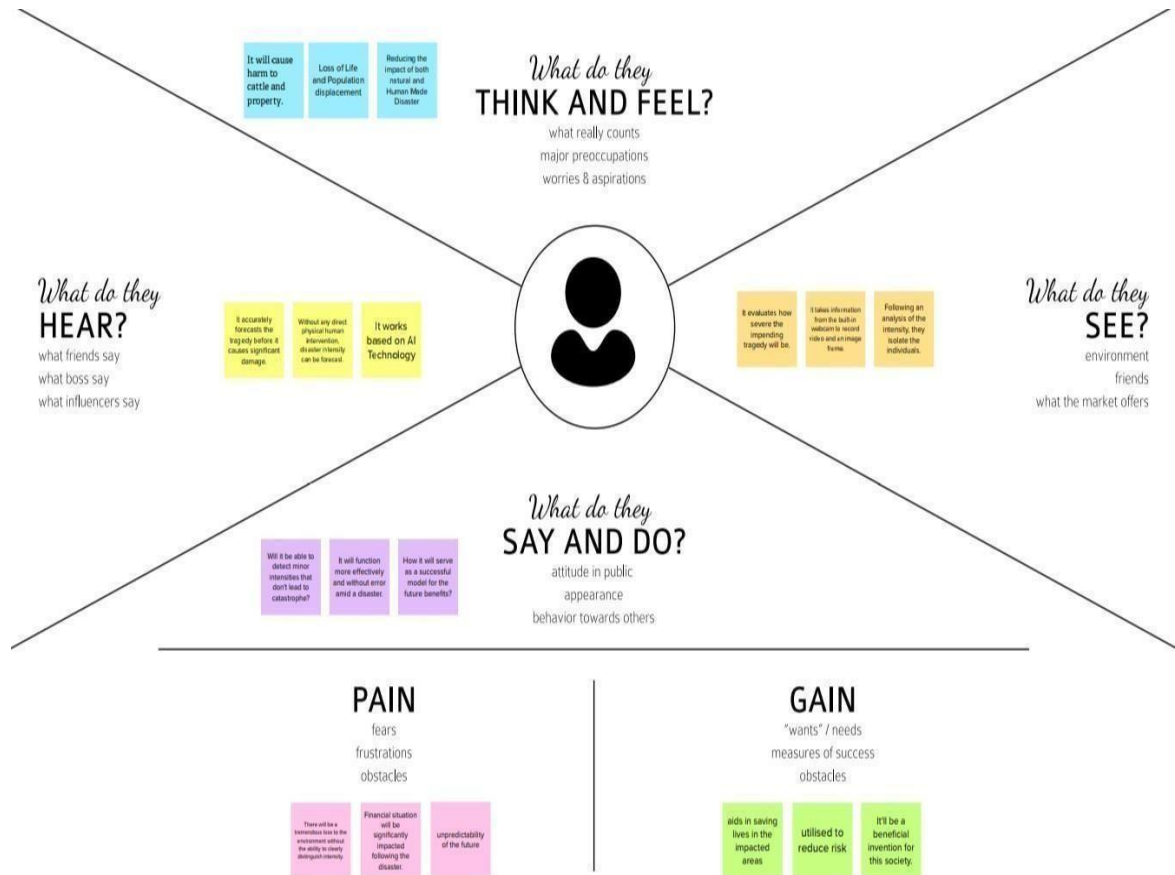 It will cause
harm to
cattle and
property.
Loss of Life
and Population
displacement
Reducing the
impact of both
natural and
Human Made
Disaster
What do they
THINK AND FEEL?
what really counts
major preoccupations
worries & aspirations
What do they
HEAR?
what friends say
what boss say
what influencers say
It accurately
forecasts the
tragedy before it
causes significant
damage.
Without any direct
physical human
intervention,
disaster intensity
can be forecast.
It works
based on AI
Technology
It evaluates how
severe the
impending
tragedy will be.
It takes information
from the built-in
webcam to record
video and an image
frame.
Following an
analysis of the
intensity, they
isolate the
individuals.
What do they
SEE?
environment
friends
what the market offers
What do they
SAY AND DO?
attitude in public
appearance
behavior towards others
Will it be able to
detect minor
intensities that
don't lead to
catastrophe?
It will function
more effectively
and without error
amid a disaster.
How it will serve
as a successful
model for the
future benefits?
PAIN
fears
frustrations
obstacles
There will be a
tremendous loss to the
environment without
the ability to clearly
distinguish intensity.
Financial situation
will be
significantly
impacted
following the
disaster.
unpredictability
of the future
GAIN
"wants" / needs
measures of success
obstacles
aids in saving
lives in the
impacted
areas
utilised to
reduce risk
It'll be a
beneficial
invention for
this society.